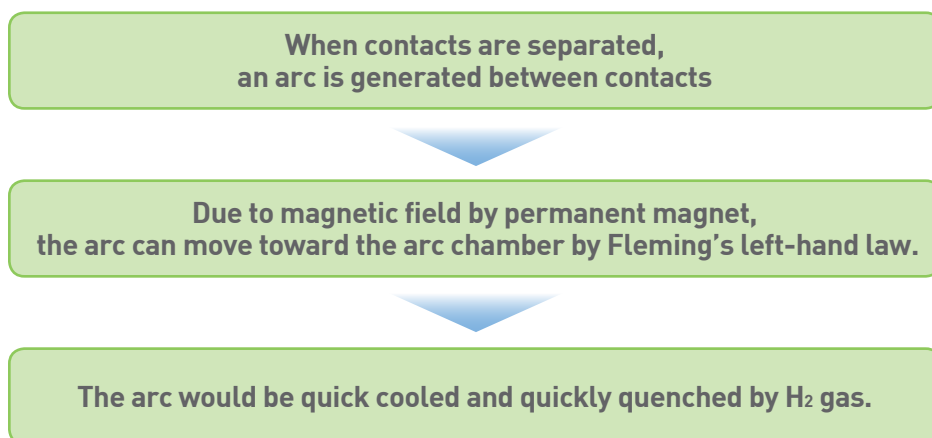 When contacts are separated,
an arc is generated between contacts
Due to magnetic field by permanent magnet,
the arc can move toward the arc chamber by Fleming’s left-hand law.
The arc would be quick cooled and quickly quenched by H₂ gas.